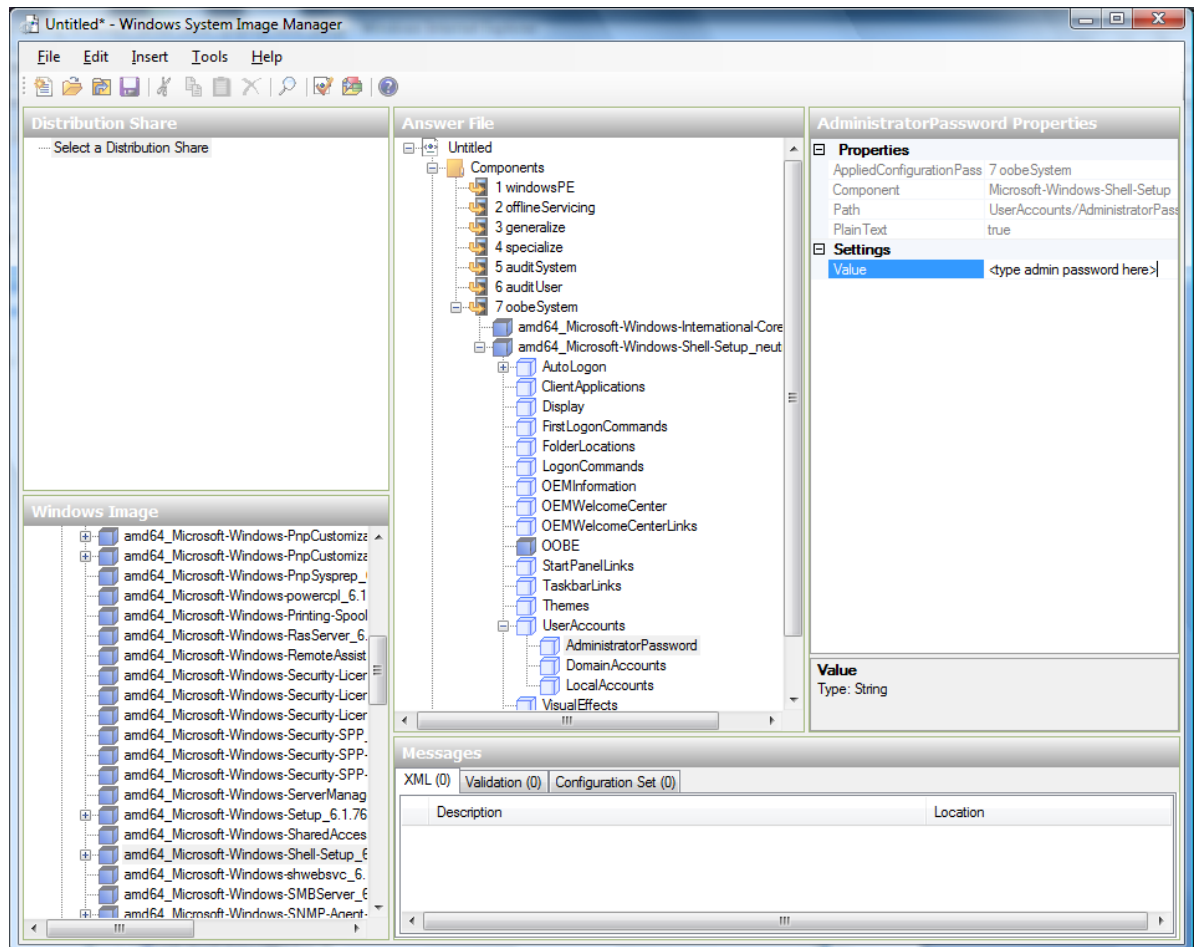 Untitled* - Windows System Image Manager
File Edit Insert Tools Help
Distribution Share
Select a Distribution Share
Windows Image
amd64_Microsoft-Windows-PnpCustomiza
amd64_Microsoft-Windows-PnpCustomiza
amd64_Microsoft-Windows-PnpSysprep_
amd64_Microsoft-Windows-powercpl_6.1
amd64_Microsoft-Windows-Printing-Spool
amd64_Microsoft-Windows-RasServer_6.
amd64_Microsoft-Windows-RemoteAssist
amd64_Microsoft-Windows-Security-Licer
amd64_Microsoft-Windows-Security-Licer
amd64_Microsoft-Windows-Security-Licer
amd64_Microsoft-Windows-Security-SPP_
amd64_Microsoft-Windows-Security-SPP-
amd64_Microsoft-Windows-Security-SPP-
amd64_Microsoft-Windows-ServerManag
amd64_Microsoft-Windows-Setup_6.1.76
amd64_Microsoft-Windows-SharedAcces
amd64_Microsoft-Windows-Shell-Setup_6
amd64_Microsoft-Windows-shwebsvc_6.
amd64_Microsoft-Windows-SMBServer_6
amd64_Microsoft-Windows-SNMP-Agent-
Answer File
Untitled
Components
1 windowsPE
2 offlineServicing
3 generalize
4 specialize
5 auditSystem
6 auditUser
7 oobeSystem
amd64_Microsoft-Windows-International-Core
amd64_Microsoft-Windows-Shell-Setup_neut
AutoLogon
ClientApplications
Display
FirstLogonCommands
FolderLocations
LogonCommands
OEMInformation
OEMWelcomeCenter
OEMWelcomeCenterLinks
OOBE
StartPanelLinks
TaskbarLinks
Themes
UserAccounts
AdministratorPassword
DomainAccounts
LocalAccounts
VisualEffects
AdministratorPassword Properties
Properties
AppliedConfigurationPass 7 oobeSystem
Component Microsoft-Windows-Shell-Setup
Path UserAccounts/AdministratorPass
PlainText true
Settings
Value <type admin password here>
Value
Type: String
Messages
XML (0) Validation (0) Configuration Set (0)
Description Location